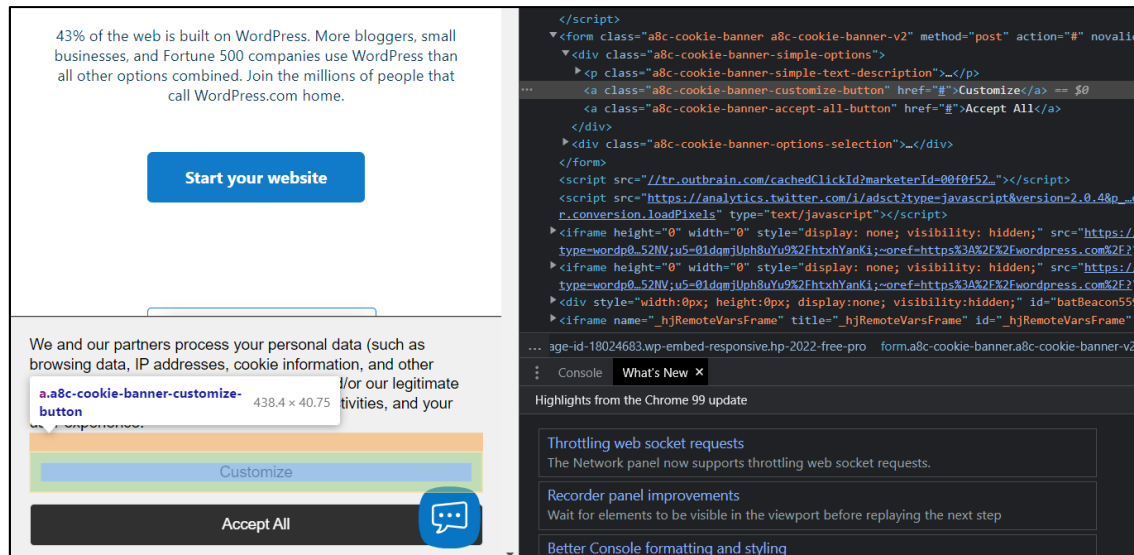 43% of the web is built on WordPress. More bloggers, small
businesses, and Fortune 500 companies use WordPress than
all other options combined. Join the millions of people that
call WordPress.com home.
Start your website
We and our partners process your personal data (such as
browsing data, IP addresses, cookie information, and other
d/or our legitimate
tivities, and your
experience.
a.a8c-cookie-banner-customize-
button 438.4 × 40.75
Customize
Accept All
</script>
▼<form class="a8c-cookie-banner a8c-cookie-banner-v2" method="post" action="#" novalid
▼<div class="a8c-cookie-banner-simple-options">
▶<p class="a8c-cookie-banner-simple-text-description">…</p>
... <a class="a8c-cookie-banner-customize-button" href="#">Customize</a> == $0
<a class="a8c-cookie-banner-accept-all-button" href="#">Accept All</a>
</div>
▶<div class="a8c-cookie-banner-options-selection">…</div>
</form>
<script src="//tr.outbrain.com/cachedClickId?marketerId=00f0f52…"></script>
<script src="https://analytics.twitter.com/i/adsct?type=javascript&version=2.0.4&p_…
r.conversion.loadPixels" type="text/javascript"></script>
▶<iframe height="0" width="0" style="display: none; visibility: hidden;" src="https://
type=wordp0…52NV;u5=01dqmjUph8uYu9%2FhtxhYanKi;~oref=https%3A%2F%2Fwordpress.com%2F?
▶<iframe height="0" width="0" style="display: none; visibility: hidden;" src="https://
type=wordp0…52NV;u5=01dqmjUph8uYu9%2FhtxhYanKi;~oref=https%3A%2F%2Fwordpress.com%2F?
▶<div style="width:0px; height:0px; display:none; visibility:hidden;" id="batBeacon559
▶<iframe name="_hjRemoteVarsFrame" title="_hjRemoteVarsFrame" id="_hjRemoteVarsFrame"
... age-id-18024683.wp-embed-responsive.hp-2022-free-pro form.a8c-cookie-banner.a8c-cookie-banner-v2
Console What's New ×
Highlights from the Chrome 99 update
Throttling web socket requests
The Network panel now supports throttling web socket requests.
Recorder panel improvements
Wait for elements to be visible in the viewport before replaying the next step
Better Console formatting and styling